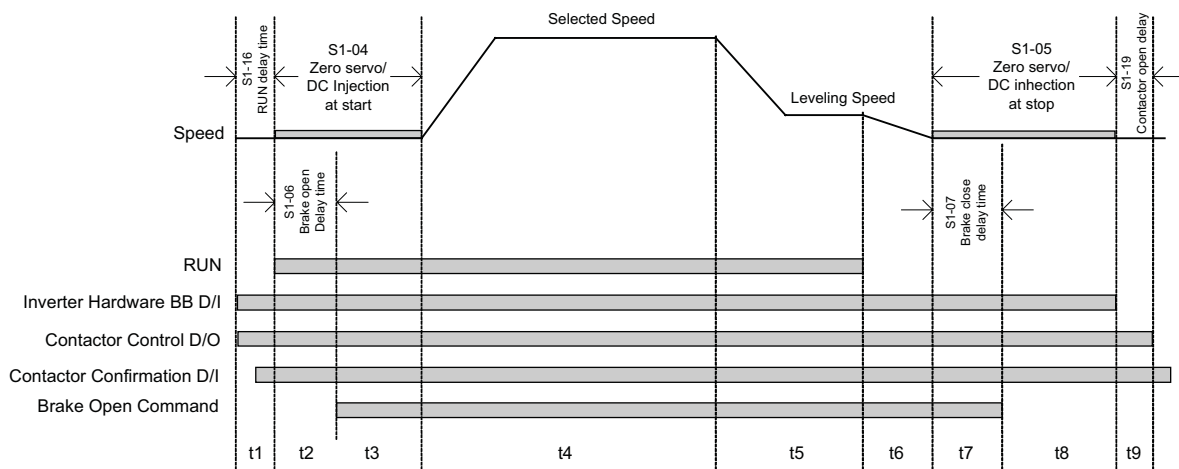 Selected Speed
S1-16
RUN delay time
S1-04
Zero servo/
DC Injection
at start
S1-05
Zero servo/
DC inhection
at stop
S1-19
Contactor open delay
Leveling Speed
Speed
S1-06
Brake open
Delay time
S1-07
Brake close
delay time
RUN
Inverter Hardware BB D/I
Contactor Control D/O
Contactor Confirmation D/I
Brake Open Command
t1 t2 t3 t4 t5 t6 t7 t8 t9